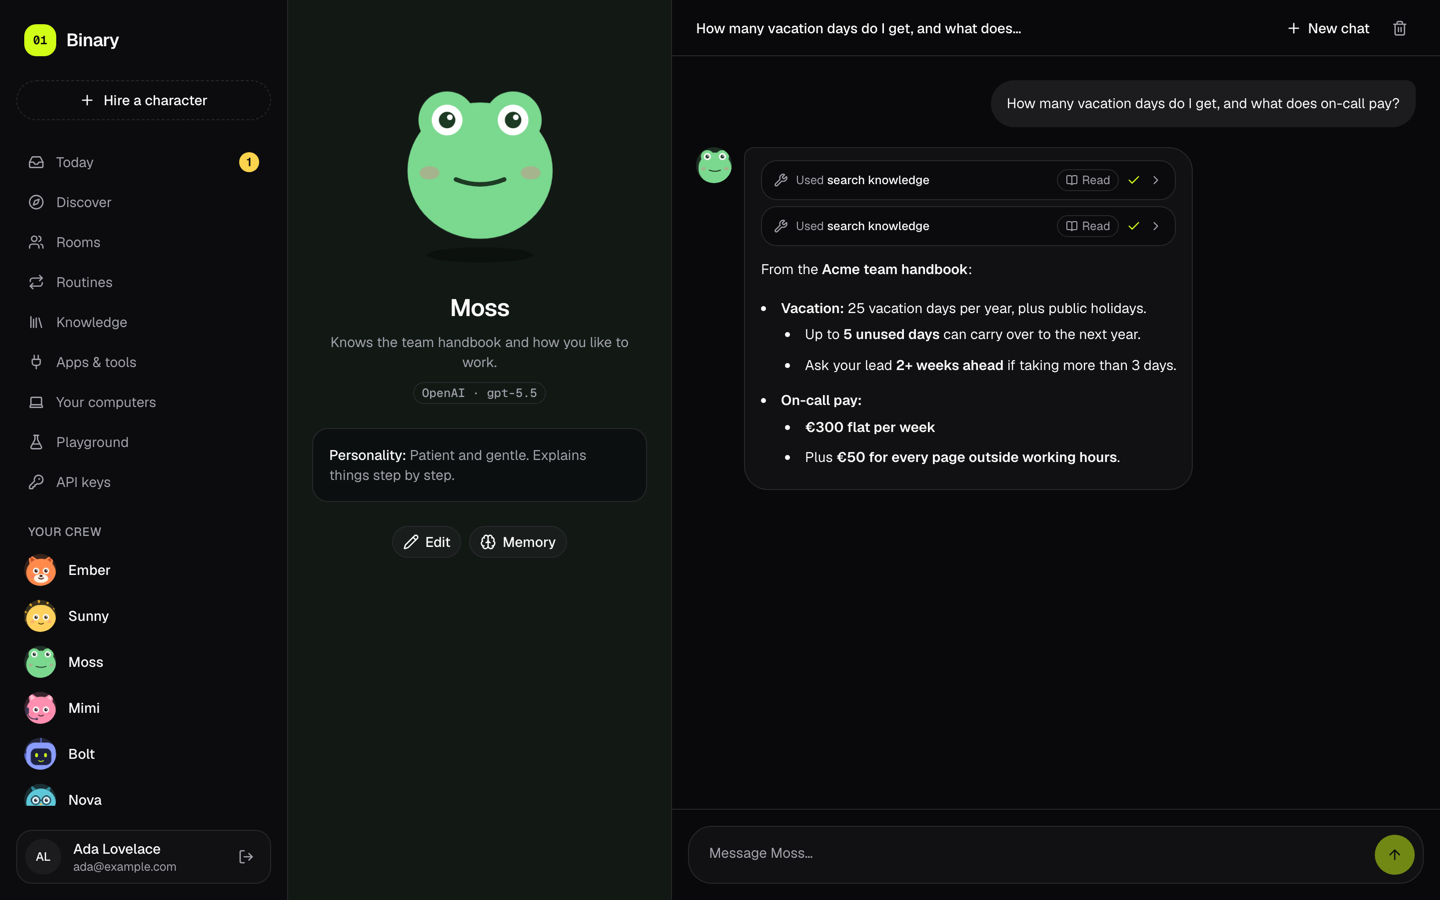 01 Binary
Hire a character
Today 1
Discover
Rooms
Routines
Knowledge
Apps & tools
Your computers
Playground
API keys
YOUR CREW
Ember
Sunny
Moss
Mimi
Bolt
Nova
AL
Ada Lovelace
ada@example.com
Moss
Knows the team handbook and how you like to
work.
OpenAI · gpt-5.5
Personality: Patient and gentle. Explains
things step by step.
Edit Memory
How many vacation days do I get, and what does…
New chat
How many vacation days do I get, and what does on-call pay?
Used search knowledge Read
Used search knowledge Read
From the Acme team handbook:
• Vacation: 25 vacation days per year, plus public holidays.
• Up to 5 unused days can carry over to the next year.
• Ask your lead 2+ weeks ahead if taking more than 3 days.
• On-call pay:
• €300 flat per week
• Plus €50 for every page outside working hours.
Message Moss...